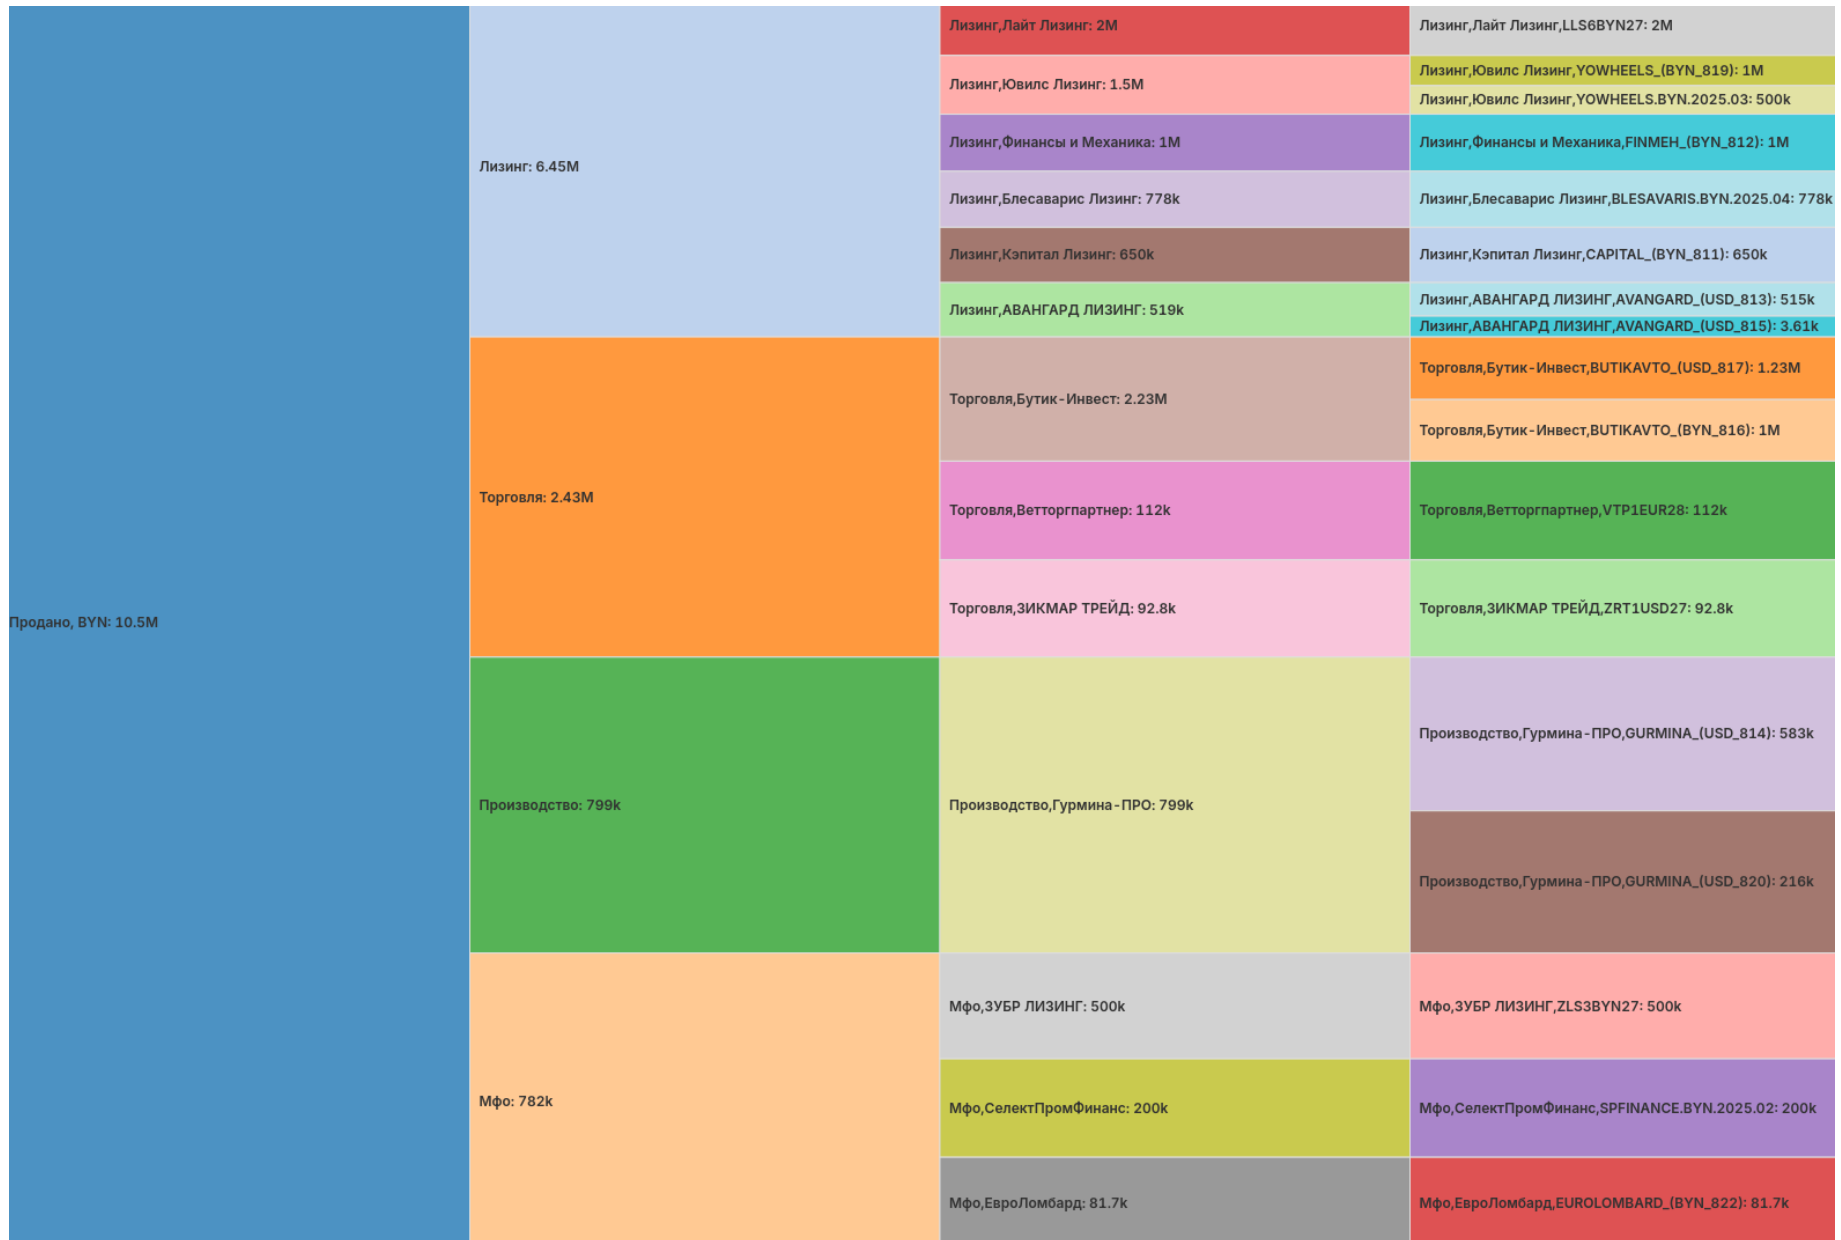 Продано, BYN: 10.5M
Лизинг: 6.45M
Торговля: 2.43M
Производство: 799k
Мфо: 782k
Лизинг,Лайт Лизинг: 2M
Лизинг,Ювилс Лизинг: 1.5M
Лизинг,Финансы и Механика: 1M
Лизинг,Блесаварис Лизинг: 778k
Лизинг,Кэпитал Лизинг: 650k
Лизинг,АВАНГАРД ЛИЗИНГ: 519k
Торговля,Бутик-Инвест: 2.23M
Торговля,Ветторгпартнер: 112k
Торговля,ЗИКМАР ТРЕЙД: 92.8k
Производство,Гурмина-ПРО: 799k
Мфо,ЗУБР ЛИЗИНГ: 500k
Мфо,СелектПромФинанс: 200k
Мфо,ЕвроЛомбард: 81.7k
Лизинг,Лайт Лизинг,LLS6BYN27: 2M
Лизинг,Ювилс Лизинг,YOWHEELS_(BYN_819): 1M
Лизинг,Ювилс Лизинг,YOWHEELS.BYN.2025.03: 500k
Лизинг,Финансы и Механика,FINMEH_(BYN_812): 1M
Лизинг,Блесаварис Лизинг,BLESAVARIS.BYN.2025.04: 778k
Лизинг,Кэпитал Лизинг,CAPITAL_(BYN_811): 650k
Лизинг,АВАНГАРД ЛИЗИНГ,AVANGARD_(USD_813): 515k
Лизинг,АВАНГАРД ЛИЗИНГ,AVANGARD_(USD_815): 3.61k
Торговля,Бутик-Инвест,BUTIKAVTO_(USD_817): 1.23M
Торговля,Бутик-Инвест,BUTIKAVTO_(BYN_816): 1M
Торговля,Ветторгпартнер,VTP1EUR28: 112k
Торговля,ЗИКМАР ТРЕЙД,ZRT1USD27: 92.8k
Производство,Гурмина-ПРО,GURMINA_(USD_814): 583k
Производство,Гурмина-ПРО,GURMINA_(USD_820): 216k
Мфо,ЗУБР ЛИЗИНГ,ZLS3BYN27: 500k
Мфо,СелектПромФинанс,SPFINANCE.BYN.2025.02: 200k
Мфо,ЕвроЛомбард,EUROLOMBARD_(BYN_822): 81.7k